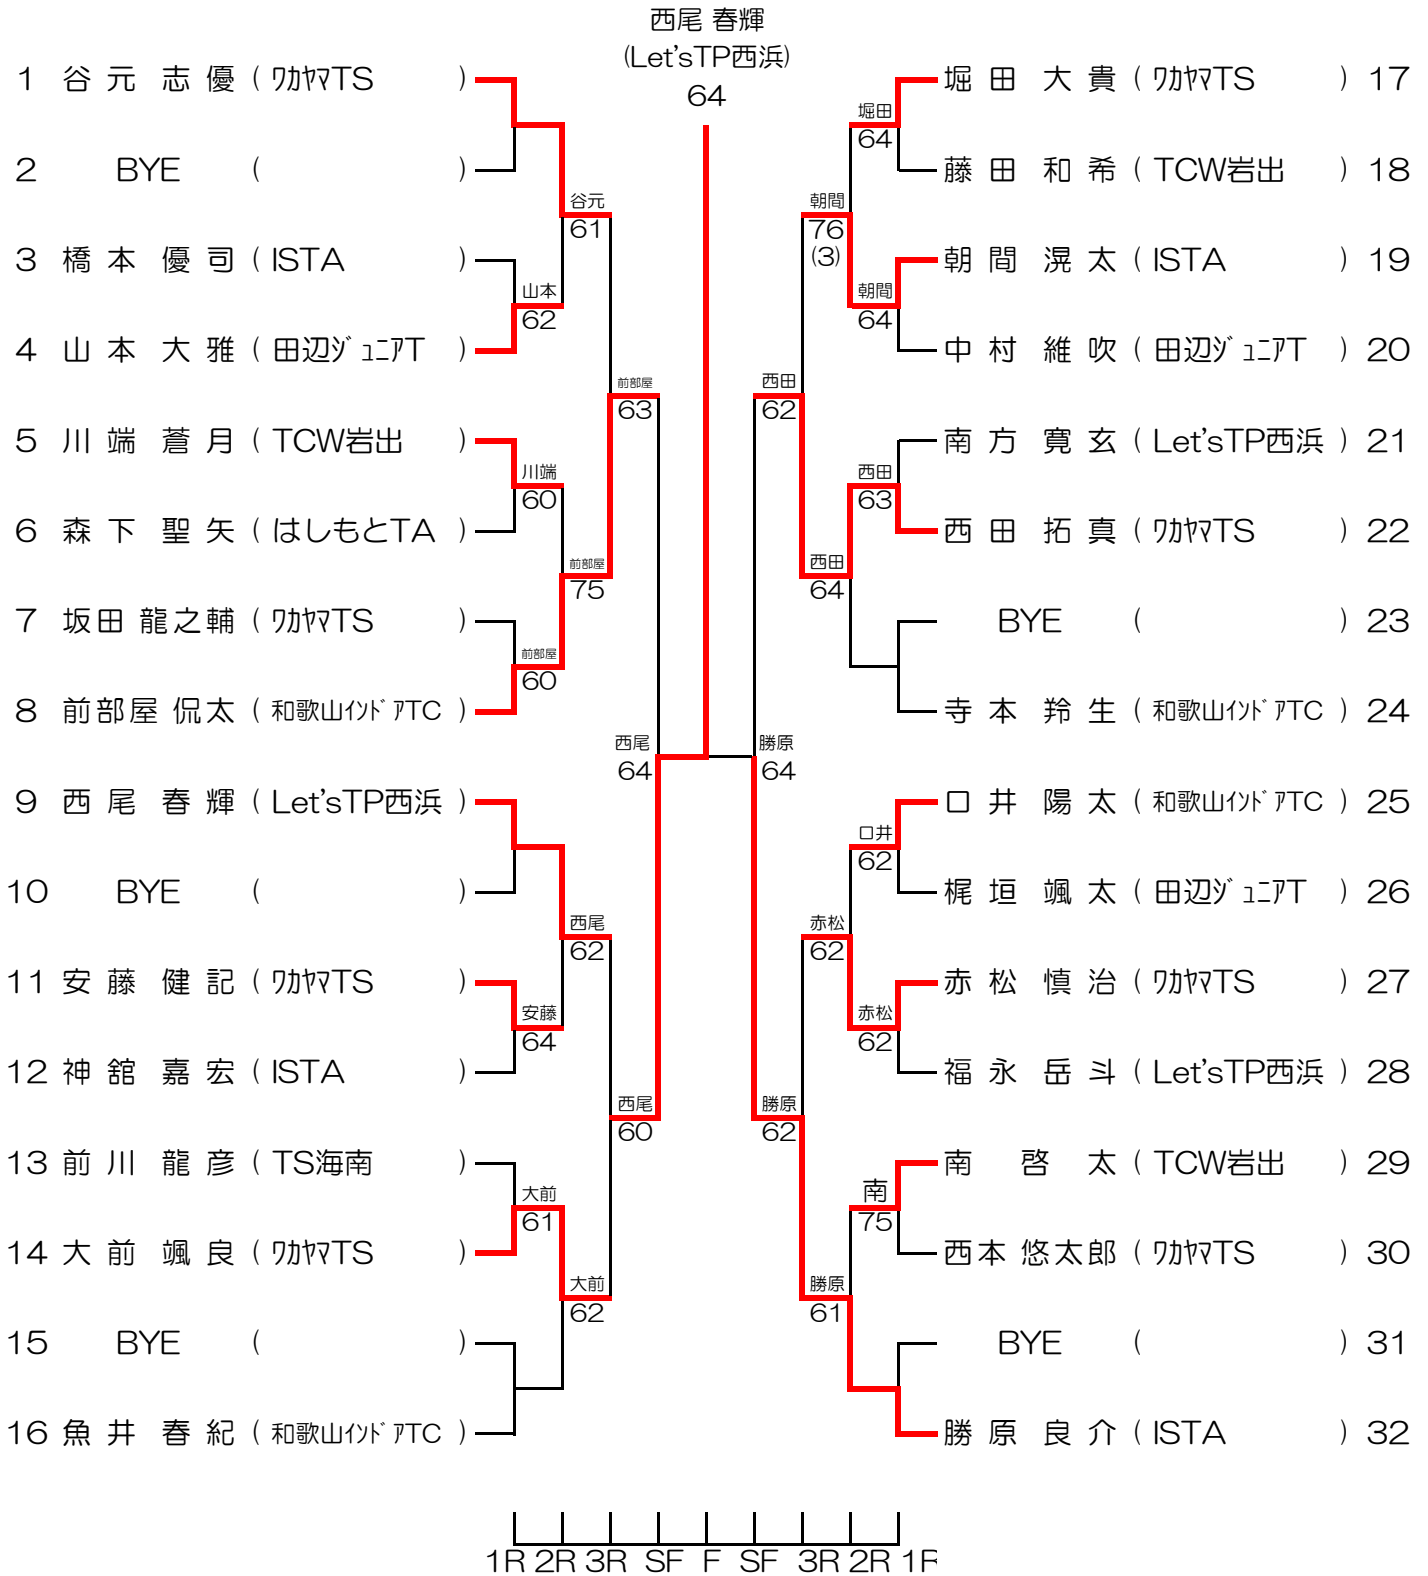 西尾 春輝
(Let'sTP西浜)
64
1 谷元 志優 ( ﾜｶﾔﾏTS )
2 BYE ( )
3 橋本 優司 ( ISTA )
4 山本 大雅 ( 田辺ｼﾞｭﾆｱT )
5 川端 蒼月 ( TCW岩出 )
6 森下 聖矢 ( はしもとTA )
7 坂田 龍之輔 ( ﾜｶﾔﾏTS )
8 前部屋 侃太 ( 和歌山ｲﾝﾄﾞｱTC )
9 西尾 春輝 ( Let'sTP西浜 )
10 BYE ( )
11 安藤 健記 ( ﾜｶﾔﾏTS )
12 神舘 嘉宏 ( ISTA )
13 前川 龍彦 ( TS海南 )
14 大前 颯良 ( ﾜｶﾔﾏTS )
15 BYE ( )
16 魚井 春紀 ( 和歌山ｲﾝﾄﾞｱTC )
山本
62
川端
60
前部屋
60
安藤
64
大前
61
谷元
61
前部屋
75
西尾
62
大前
62
前部屋
63
西尾
60
西尾
64
勝原
64
西田
62
勝原
62
朝間
76
(3)
西田
64
赤松
62
勝原
61
堀田
64
朝間
64
西田
63
口井
62
赤松
62
南
75
堀田 大貴 ( ﾜｶﾔﾏTS ) 17
藤田 和希 ( TCW岩出 ) 18
朝間 滉太 ( ISTA ) 19
中村 維吹 ( 田辺ｼﾞｭﾆｱT ) 20
南方 寛玄 ( Let'sTP西浜 ) 21
西田 拓真 ( ﾜｶﾔﾏTS ) 22
BYE ( ) 23
寺本 羚生 ( 和歌山ｲﾝﾄﾞｱTC ) 24
口井 陽太 ( 和歌山ｲﾝﾄﾞｱTC ) 25
梶垣 颯太 ( 田辺ｼﾞｭﾆｱT ) 26
赤松 慎治 ( ﾜｶﾔﾏTS ) 27
福永 岳斗 ( Let'sTP西浜 ) 28
南 啓太 ( TCW岩出 ) 29
西本 悠太郎 ( ﾜｶﾔﾏTS ) 30
BYE ( ) 31
勝原 良介 ( ISTA ) 32
1R 2R 3R SF F SF 3R 2R 1R